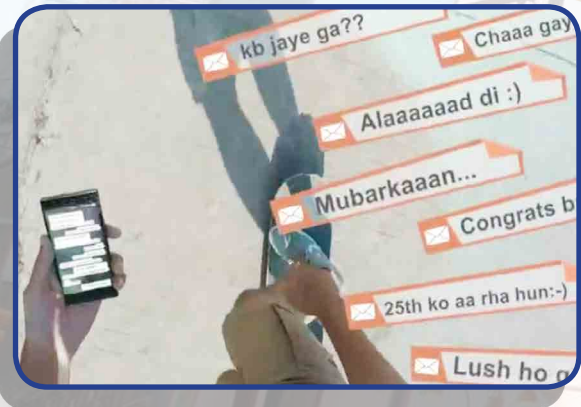 kb jaye ga??
Chaaa gay
Alaaaaaad di :)
Mubarkaaan...
Congrats b
25th ko aa rha hun:-)
Lush ho g